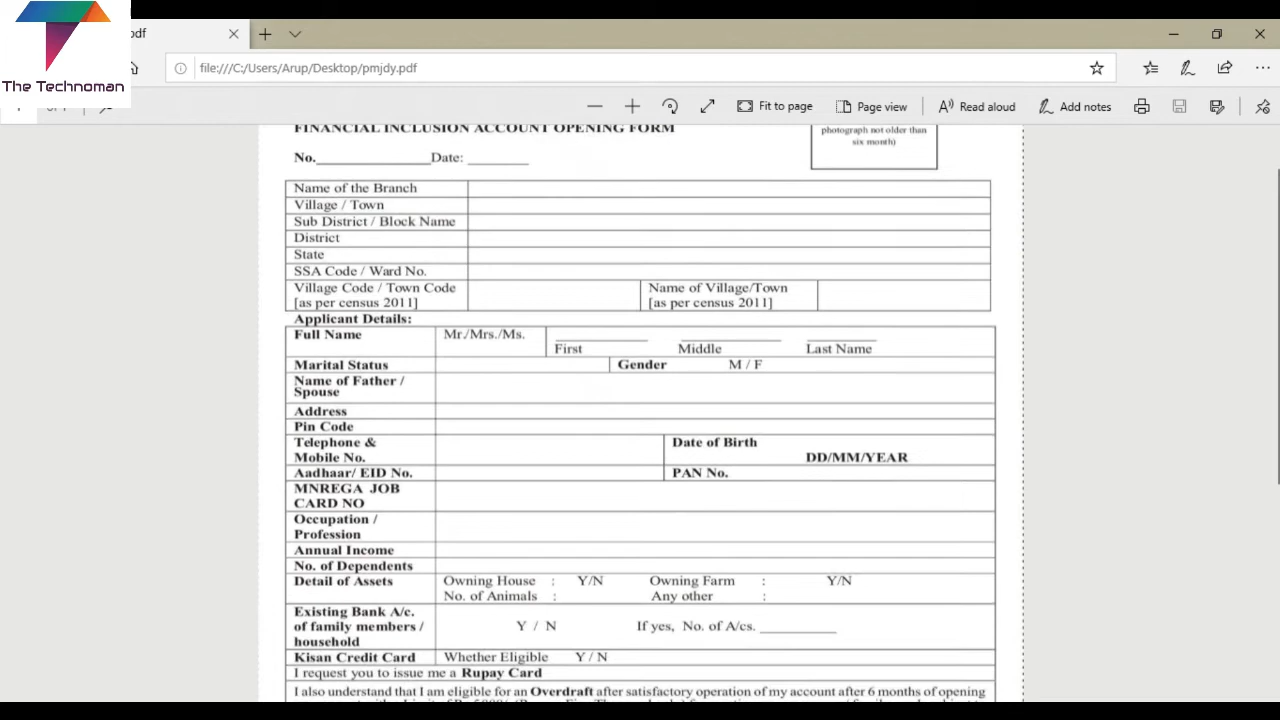 The Technoman
pdf
file:///C:/Users/Arup/Desktop/pmjdy.pdf
Fit to page
Page view
Read aloud
Add notes
FINANCIAL INCLUSION ACCOUNT OPENING FORM
photograph not older than
six month)
No.________________Date: ________
Name of the Branch
Village / Town
Sub District / Block Name
District
State
SSA Code / Ward No.
Village Code / Town Code
[as per census 2011]
Name of Village/Town
[as per census 2011]
Applicant Details:
Full Name
Mr./Mrs./Ms.
First
Middle
Last Name
Marital Status
Gender
M / F
Name of Father /
Spouse
Address
Pin Code
Telephone &
Mobile No.
Date of Birth
DD/MM/YEAR
Aadhaar/ EID No.
PAN No.
MNREGA JOB
CARD NO
Occupation /
Profession
Annual Income
No. of Dependents
Detail of Assets
Owning House : Y/N
Owning Farm : Y/N
No. of Animals :
Any other :
Existing Bank A/c.
of family members /
household
Y / N
If yes, No. of A/cs. __________
Kisan Credit Card
Whether Eligible Y / N
I request you to issue me a Rupay Card
I also understand that I am eligible for an Overdraft after satisfactory operation of my account after 6 months of opening